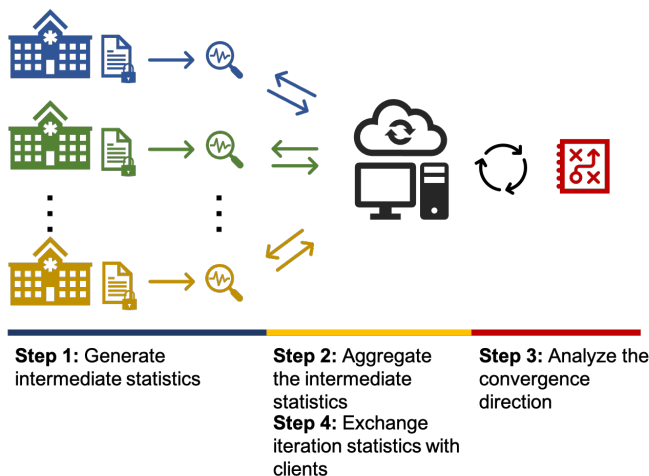 Step 1: Generate
intermediate statistics
Step 2: Aggregate
the intermediate
statistics
Step 4: Exchange
iteration statistics with
clients
Step 3: Analyze the
convergence
direction